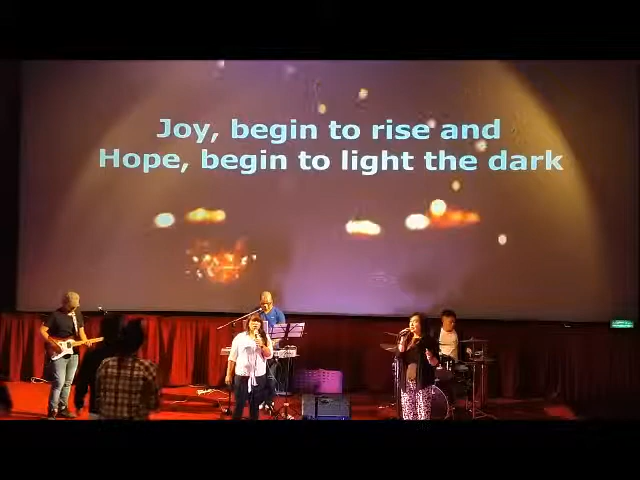 Joy, begin to rise and
Hope, begin to light the dark